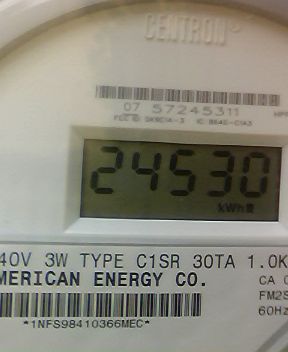 CENTRON®
07 57245311
24530
kWh
40V 3W TYPE C1SR 30TA 1.0K
MERICAN ENERGY CO. CA 0
FM2S
60Hz
*1NFS98410366MEC*